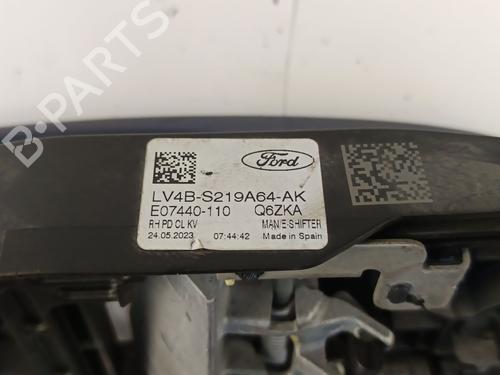 B-PARTS
Ford
LV4B-S219A64-AK
E07440-110 Q6ZKA
RH PD CL KV MAN/E-SHIFTER
24.05.2023 07:44:42 Made in Spain